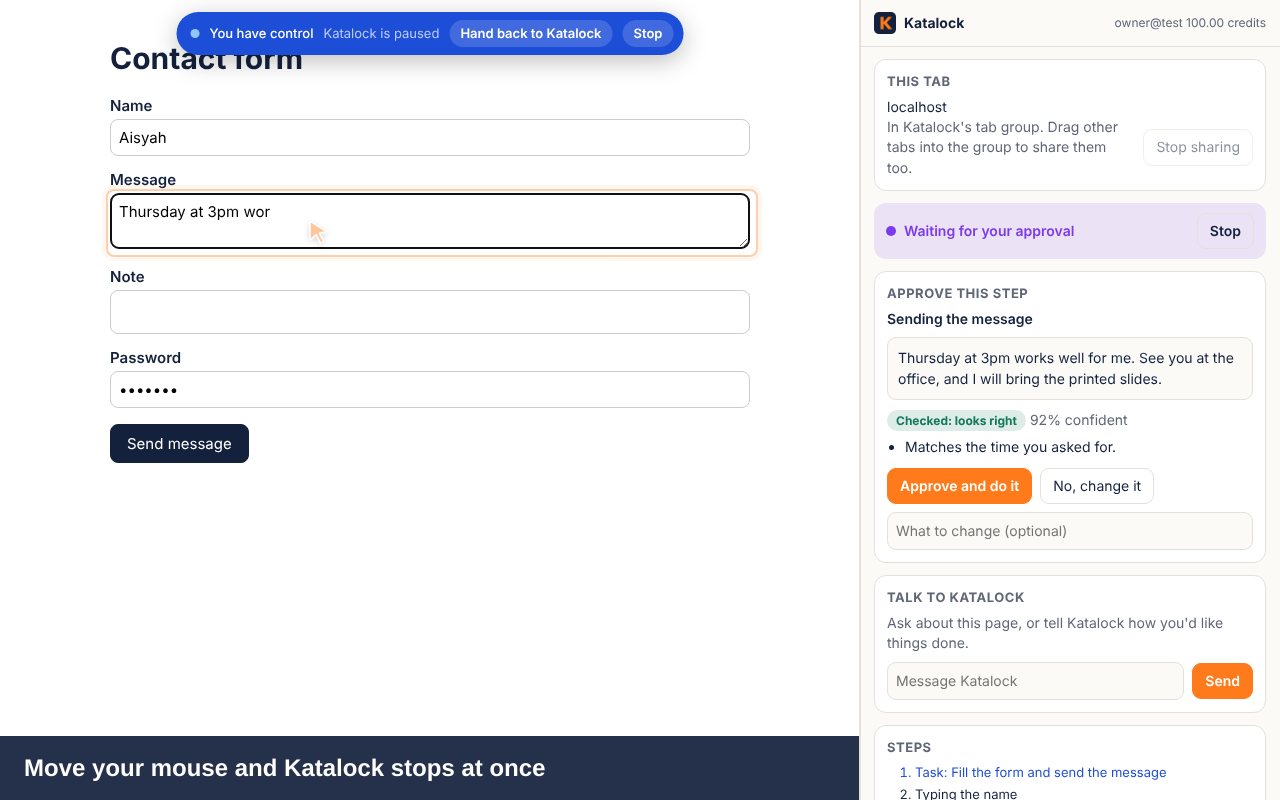 You have control Katalock is paused Hand back to Katalock Stop
Contact form
Name
Aisyah
Message
Thursday at 3pm wor
Note
Password
•••••••
Send message
Move your mouse and Katalock stops at once
K Katalock owner@test 100.00 credits
THIS TAB
localhost
In Katalock's tab group. Drag other
tabs into the group to share them
too.
Stop sharing
Waiting for your approval Stop
APPROVE THIS STEP
Sending the message
Thursday at 3pm works well for me. See you at the
office, and I will bring the printed slides.
Checked: looks right 92% confident
• Matches the time you asked for.
Approve and do it No, change it
What to change (optional)
TALK TO KATALOCK
Ask about this page, or tell Katalock how you'd like
things done.
Message Katalock Send
STEPS
1. Task: Fill the form and send the message
2. Typing the name